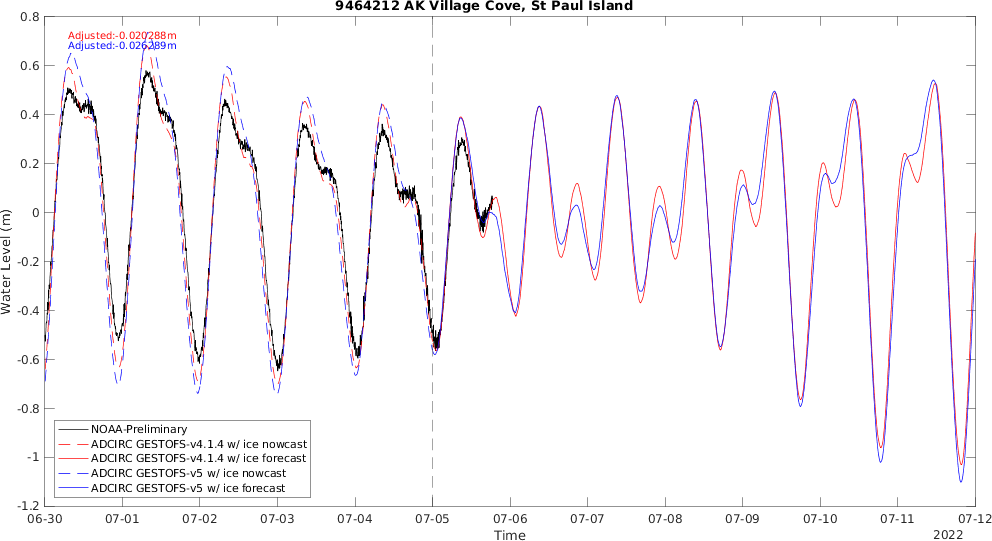 9464212 AK Village Cove, St Paul Island
Adjusted:-0.020288m
Adjusted:-0.026289m
0.8
0.6
0.4
0.2
0
-0.2
-0.4
-0.6
-0.8
-1
-1.2
Water Level (m)
NOAA-Preliminary
ADCIRC GESTOFS-v4.1.4 w/ ice nowcast
ADCIRC GESTOFS-v4.1.4 w/ ice forecast
ADCIRC GESTOFS-v5 w/ ice nowcast
ADCIRC GESTOFS-v5 w/ ice forecast
06-30 07-01 07-02 07-03 07-04 07-05 07-06 07-07 07-08 07-09 07-10 07-11 07-12
Time
2022